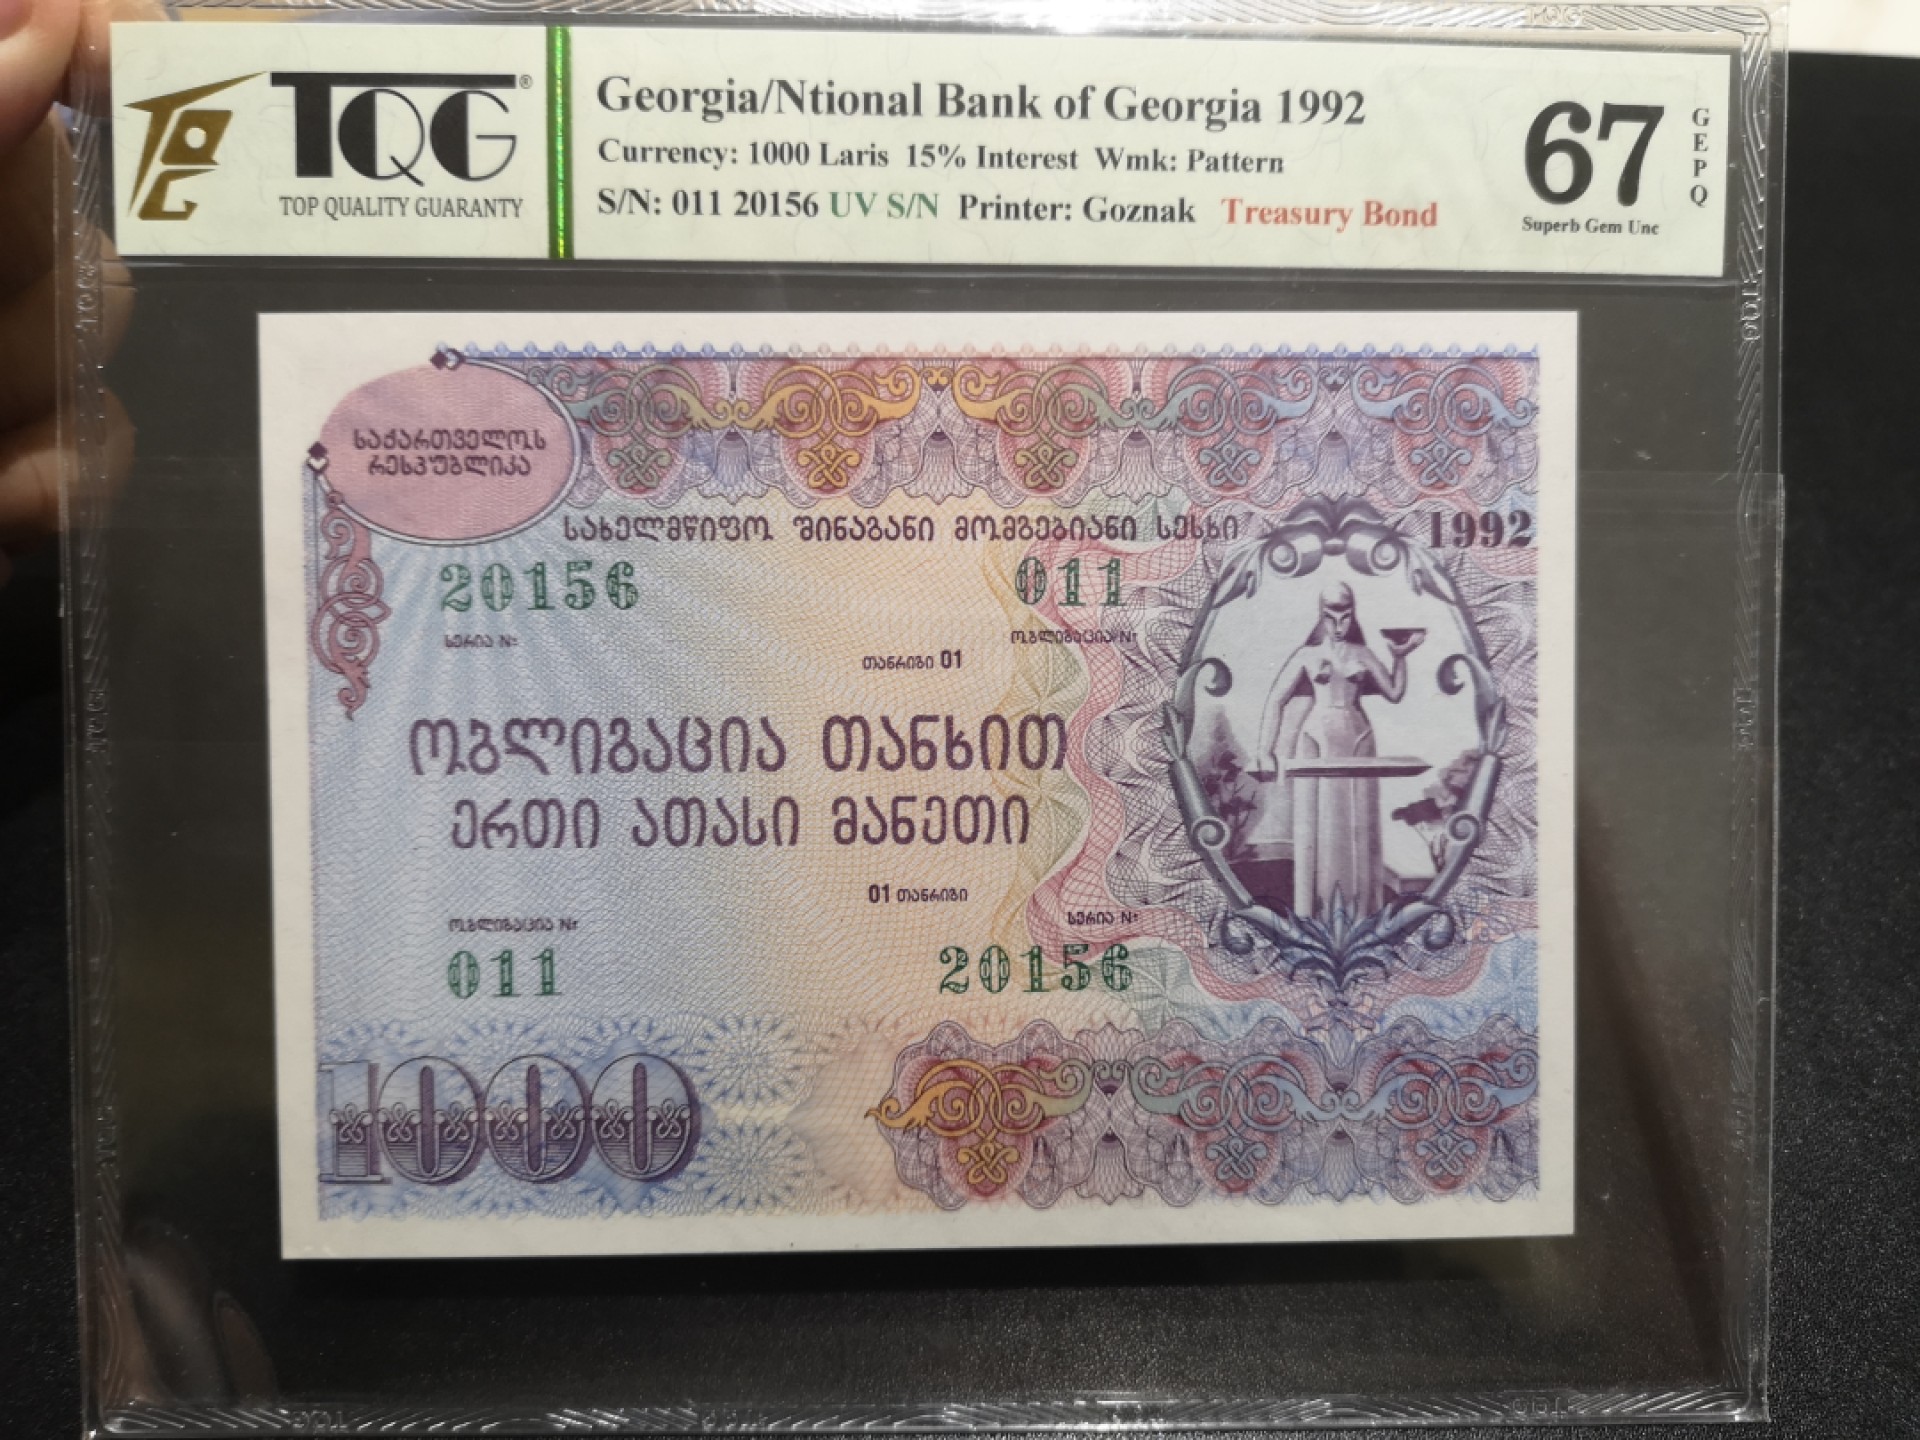 TQG®
TOP QUALITY GUARANTY
Georgia/Ntional Bank of Georgia 1992
Currency: 1000 Laris 15% Interest Wmk: Pattern
S/N: 011 20156 UV S/N Printer: Goznak Treasury Bond
67
Superb Gem Unc
GEPQ
საქართველოს
რესპუბლიკა
სახელმწიფო შინაგანი მომგებიანი სესხი
1992
20156
011
სერია №
ობლიგაცია №
თანრიგი 01
ობლიგაცია თანხით
ერთი ათასი მანეთი
01 თანრიგი
ობლიგაცია №
სერია №
011
20156
1000